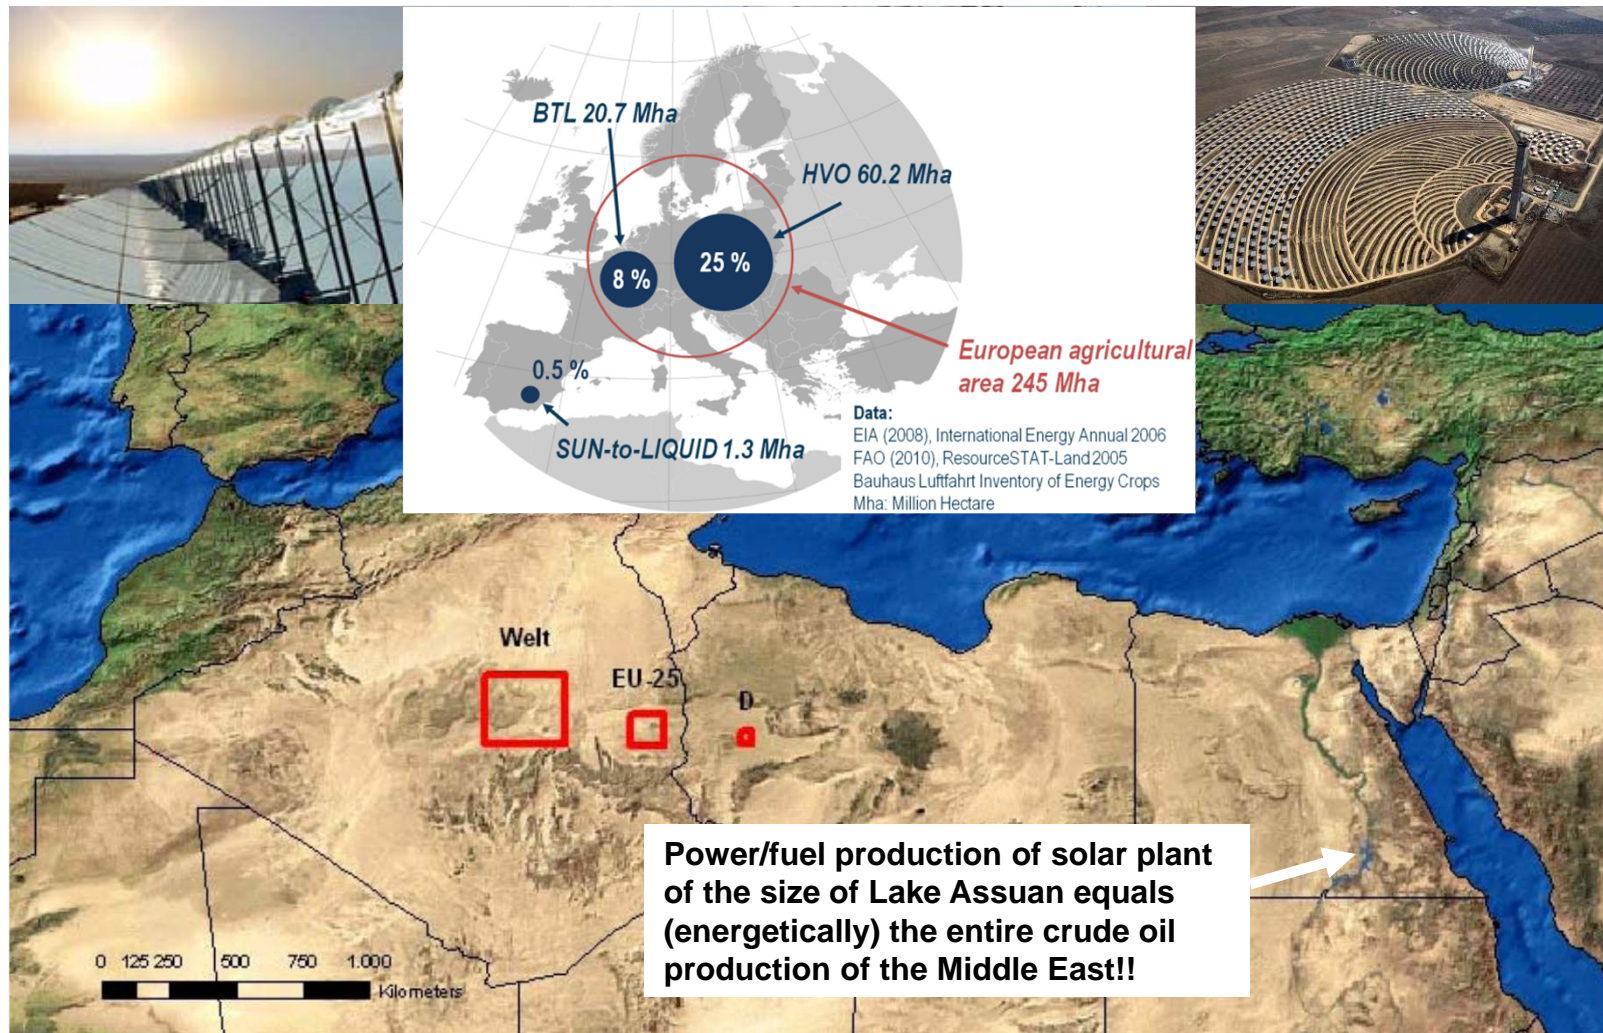 BTL 20.7 Mha
HVO 60.2 Mha
8 %
25 %
0.5 %
European agricultural
area 245 Mha
SUN-to-LIQUID 1.3 Mha
Data:
EIA (2008), International Energy Annual 2006
FAO (2010), ResourceSTAT-Land 2005
Bauhaus Luftfahrt Inventory of Energy Crops
Mha: Million Hectare
Welt
EU-25
D
Power/fuel production of solar plant
of the size of Lake Assuan equals
(energetically) the entire crude oil
production of the Middle East!!
0 125 250 500 750 1.000
Kilometers